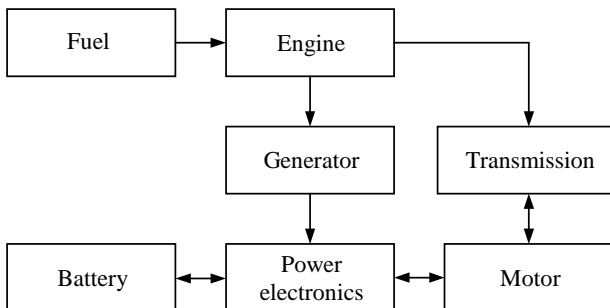 Fuel
Engine
Generator
Transmission
Battery
Power
electronics
Motor